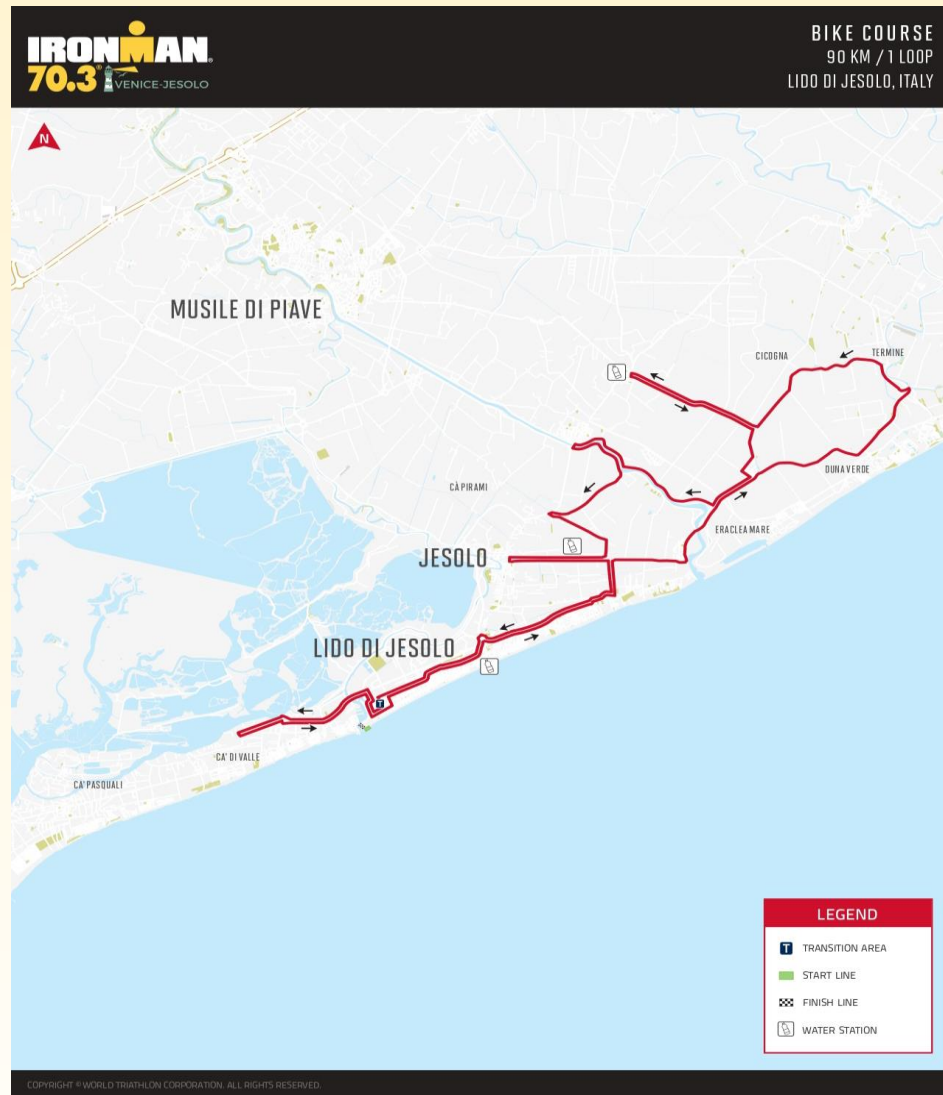 IRONMAN
70.3® VENICE-JESOLO
BIKE COURSE
90 KM / 1 LOOP
LIDO DI JESOLO, ITALY
N
MUSILE DI PIAVE
CICOGNA
TERMINE
DUNA VERDE
CÀ PIRAMI
ERACLEA MARE
JESOLO
LIDO DI JESOLO
T
CA' DI VALLE
CA' PASQUALI
LEGEND
T TRANSITION AREA
START LINE
FINISH LINE
WATER STATION
COPYRIGHT © WORLD TRIATHLON CORPORATION. ALL RIGHTS RESERVED.